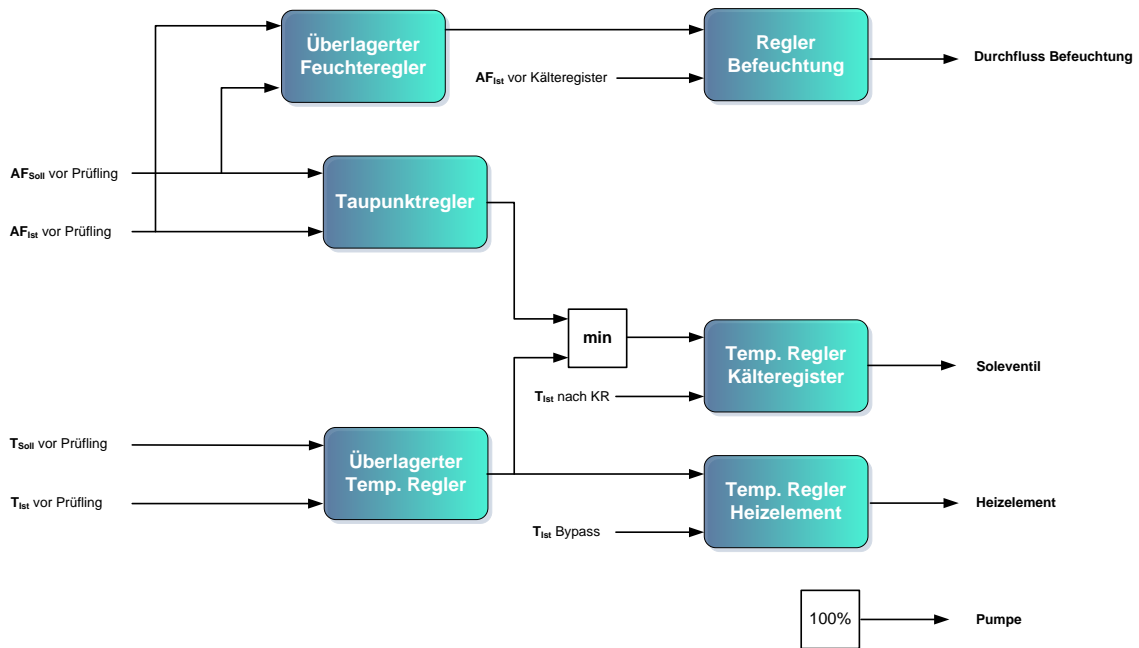 Überlagerter
Feuchteregler
Regler
Befeuchtung
Durchfluss Befeuchtung
AFIst vor Kälteregister
AFSoll vor Prüfling
Taupunktregler
AFIst vor Prüfling
min
Temp. Regler
Kälteregister
Soleventil
TIst nach KR
TSoll vor Prüfling
Überlagerter
Temp. Regler
TIst vor Prüfling
Temp. Regler
Heizelement
Heizelement
TIst Bypass
100%
Pumpe